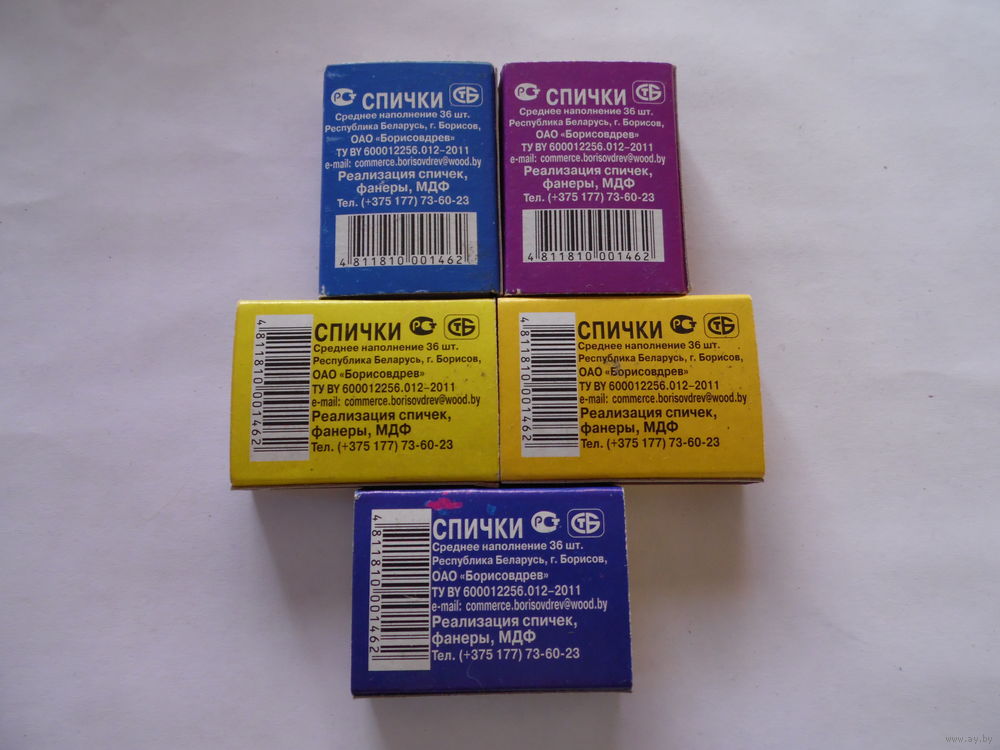 СПИЧКИ
Среднее наполнение 36 шт.
Республика Беларусь, г. Борисов,
ОАО «Борисовдрев»
ТУ BY 600012256.012–2011
e-mail: commerce.borisovdrev@wood.by
Реализация спичек,
фанеры, МДФ
Тел. (+375 177) 73-60-23
4 811810 001462
СПИЧКИ
Среднее наполнение 36 шт.
Республика Беларусь, г. Борисов,
ОАО «Борисовдрев»
ТУ BY 600012256.012–2011
e-mail: commerce.borisovdrev@wood.by
Реализация спичек,
фанеры, МДФ
Тел. (+375 177) 73-60-23
4 811810 001462
СПИЧКИ
Среднее наполнение 36 шт.
Республика Беларусь, г. Борисов,
ОАО «Борисовдрев»
ТУ BY 600012256.012–2011
e-mail: commerce.borisovdrev@wood.by
Реализация спичек,
фанеры, МДФ
Тел. (+375 177) 73-60-23
4 811810 001462
СПИЧКИ
Среднее наполнение 36 шт.
Республика Беларусь, г. Борисов,
ОАО «Борисовдрев»
ТУ BY 600012256.012–2011
e-mail: commerce.borisovdrev@wood.by
Реализация спичек,
фанеры, МДФ
Тел. (+375 177) 73-60-23
4 811810 001462
СПИЧКИ
Среднее наполнение 36 шт.
Республика Беларусь, г. Борисов,
ОАО «Борисовдрев»
ТУ BY 600012256.012–2011
e-mail: commerce.borisovdrev@wood.by
Реализация спичек,
фанеры, МДФ
Тел. (+375 177) 73-60-23
4 811810 001462
www.ay.by